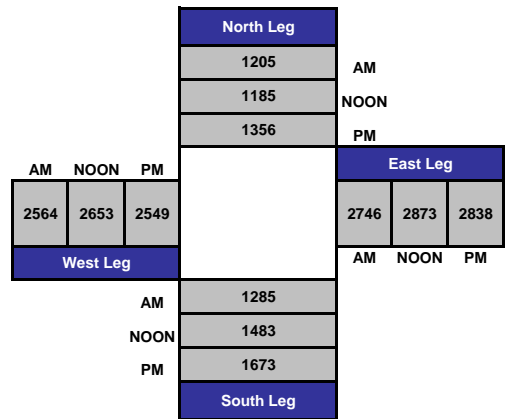 North Leg
1205
AM
1185
NOON
1356
PM
East Leg
AM NOON PM
2564 2653 2549
2746 2873 2838
West Leg
AM NOON PM
AM
1285
NOON
1483
PM
1673
South Leg